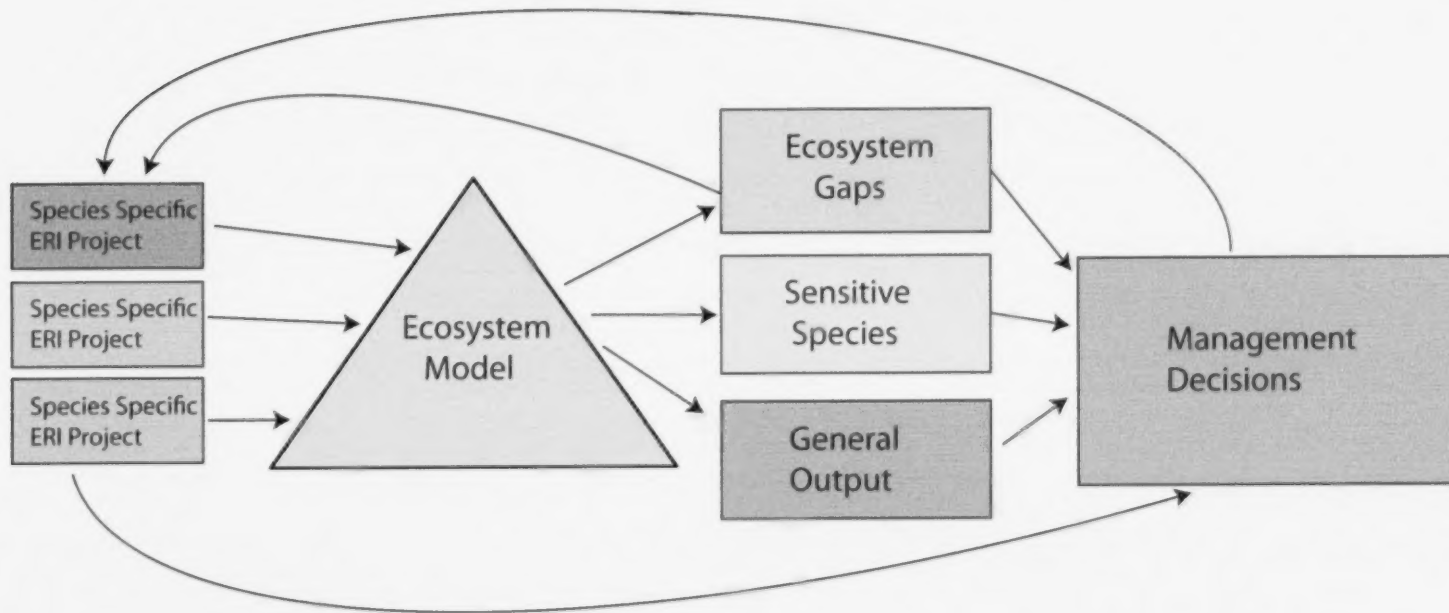 Species Specific
ERI Project
Species Specific
ERI Project
Species Specific
ERI Project
Ecosystem
Model
Ecosystem
Gaps
Sensitive
Species
General
Output
Management
Decisions